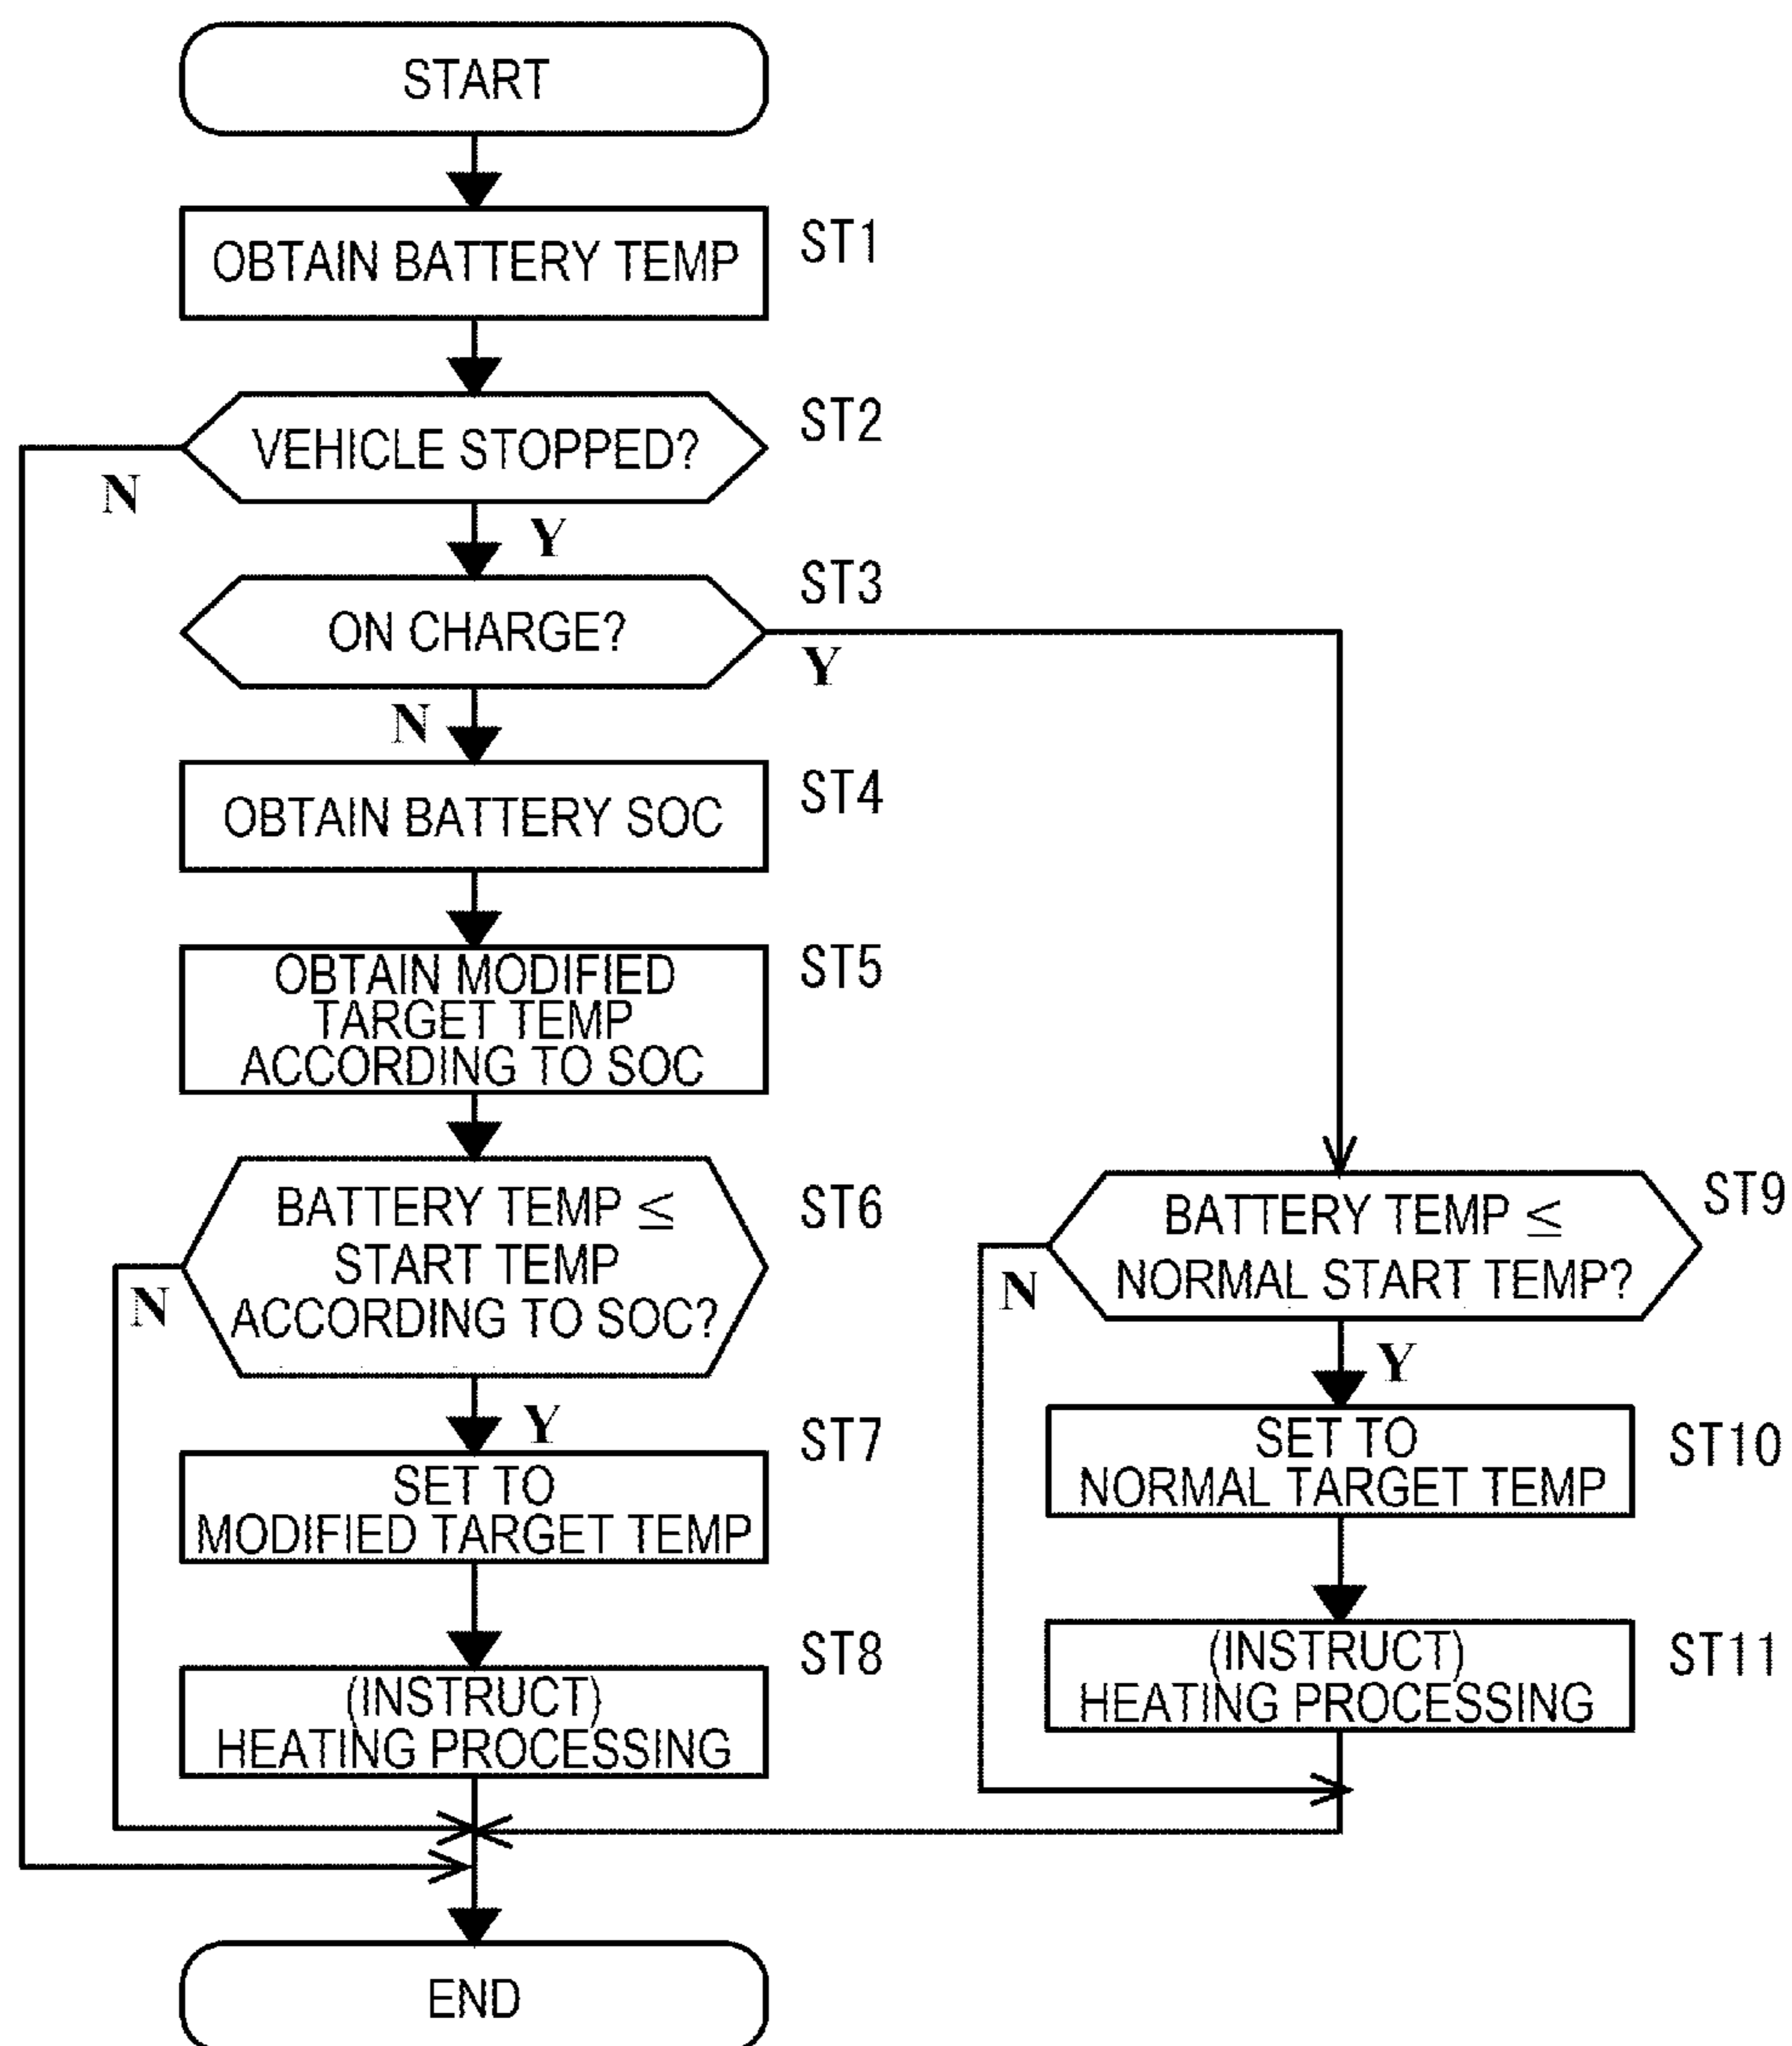 START
OBTAIN BATTERY TEMP
ST1
VEHICLE STOPPED?
ST2
N
Y
ON CHARGE?
ST3
Y
N
OBTAIN BATTERY SOC
ST4
OBTAIN MODIFIED
TARGET TEMP
ACCORDING TO SOC
ST5
BATTERY TEMP ≤
START TEMP
ACCORDING TO SOC?
ST6
N
Y
SET TO
MODIFIED TARGET TEMP
ST7
(INSTRUCT)
HEATING PROCESSING
ST8
BATTERY TEMP ≤
NORMAL START TEMP?
ST9
N
Y
SET TO
NORMAL TARGET TEMP
ST10
(INSTRUCT)
HEATING PROCESSING
ST11
END